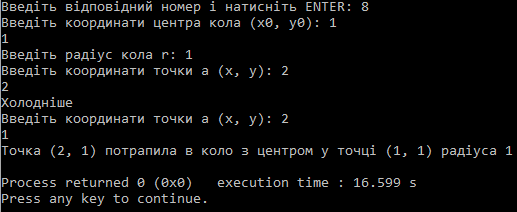 Введіть відповідний номер і натисніть ENTER: 8
Введіть координати центра кола (x0, y0): 1
1
Введіть радіус кола r: 1
Введіть координати точки а (x, y): 2
2
Холодніше
Введіть координати точки а (x, y): 2
1
Точка (2, 1) потрапила в коло з центром у точці (1, 1) радіуса 1
Process returned 0 (0x0)   execution time : 16.599 s
Press any key to continue.